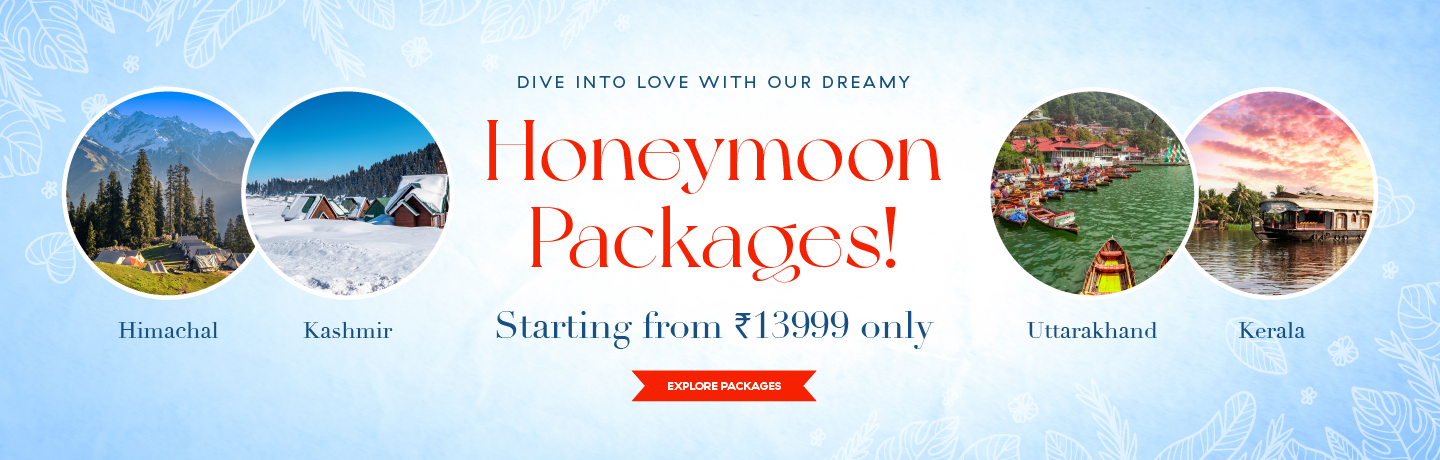 DIVE INTO LOVE WITH OUR DREAMY
Honeymoon
Packages!
Starting from ₹13999 only
EXPLORE PACKAGES
Himachal
Kashmir
Uttarakhand
Kerala